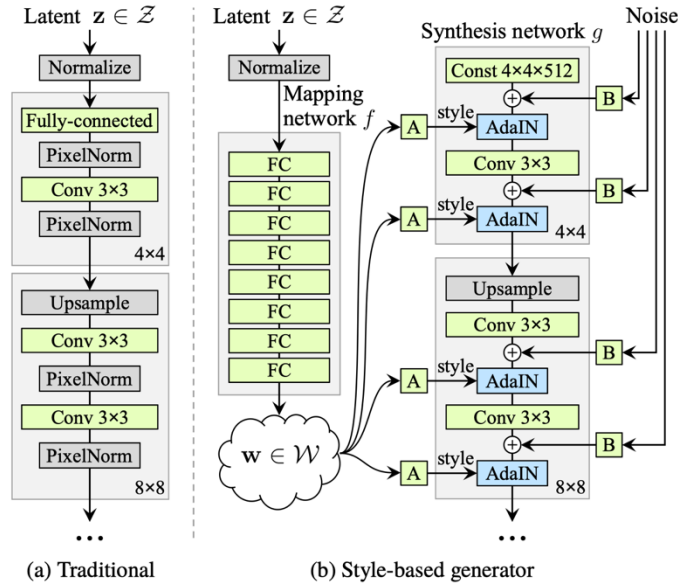 Latent z ∈ Z
Normalize
Fully-connected
PixelNorm
Conv 3×3
PixelNorm
4×4
Upsample
Conv 3×3
PixelNorm
Conv 3×3
PixelNorm
8×8
...
(a) Traditional
Latent z ∈ Z
Normalize
Mapping
network f
FC
FC
FC
FC
FC
FC
FC
FC
w ∈ W
A
style
A
style
A
style
A
style
Synthesis network g
Noise
Const 4×4×512
B
AdaIN
Conv 3×3
B
AdaIN
4×4
Upsample
Conv 3×3
B
AdaIN
Conv 3×3
B
AdaIN
8×8
...
(b) Style-based generator